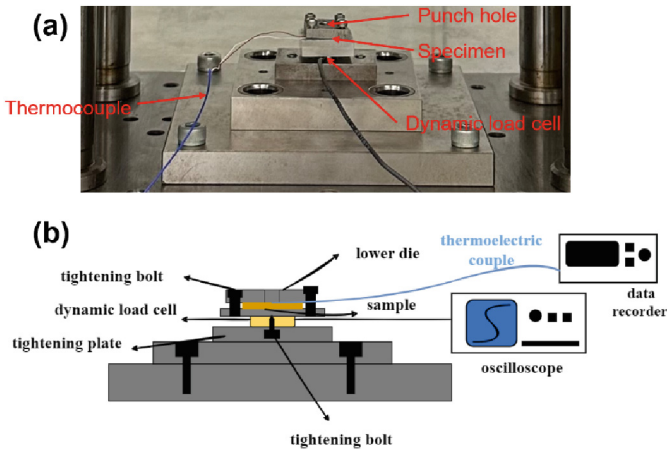 (a)
Punch hole
Specimen
Thermocouple
Dynamic load cell
(b)
thermoelectric
couple
lower die
tightening bolt
data
recorder
dynamic load cell
sample
tightening plate
oscilloscope
tightening bolt